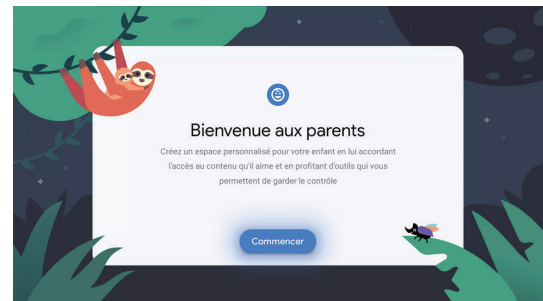 Bienvenue aux parents
Créez un espace personnalisé pour votre enfant en lui accordant
l'accès au contenu qu'il aime et en profitant d'outils qui vous
permettent de garder le contrôle
Commencer